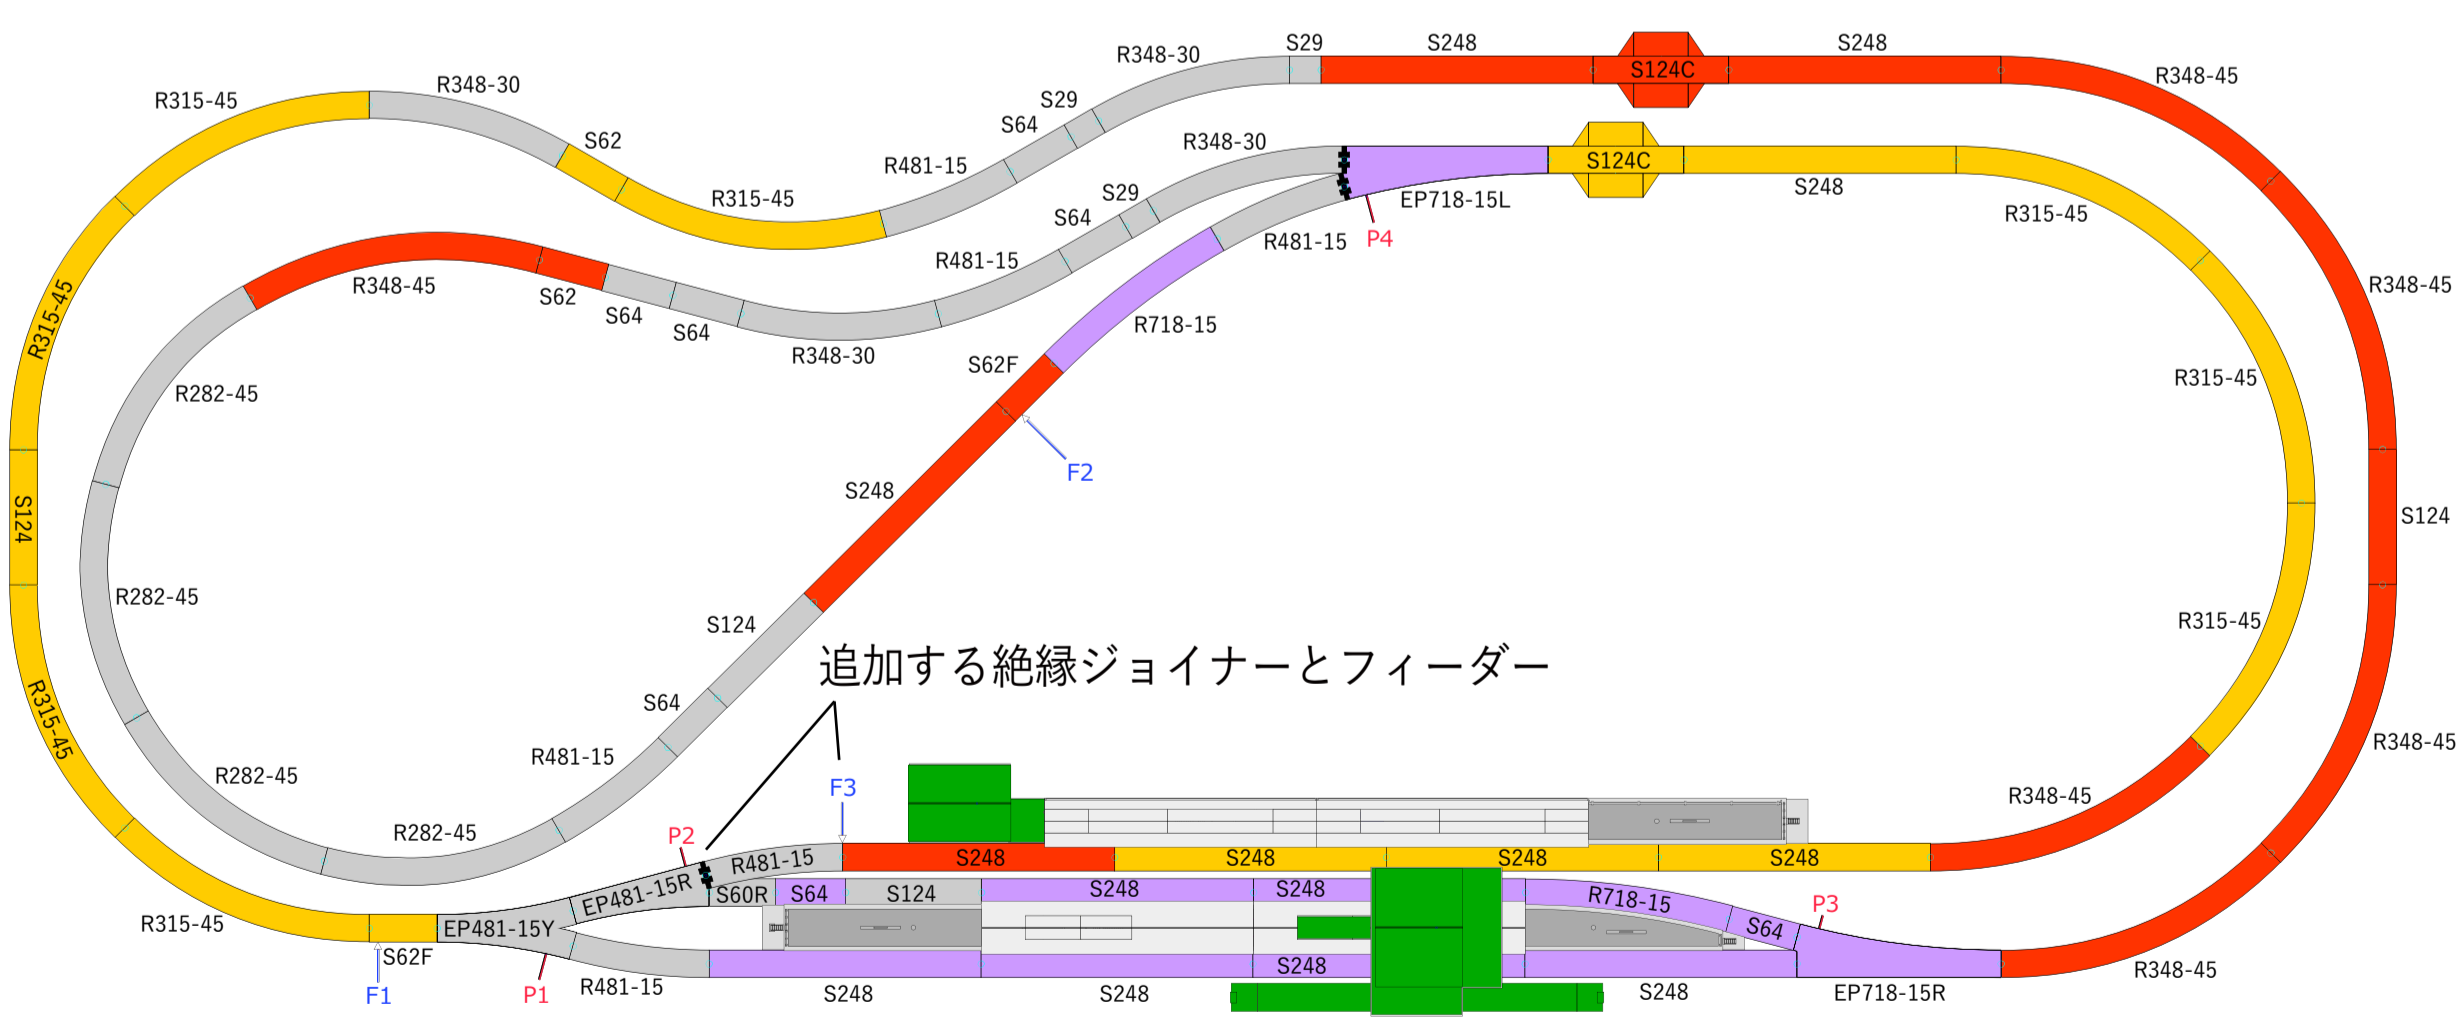 S29
S248
S124C
S248
R348-45
R348-30
R315-45
R348-30
S62
S64
S29
R481-15
R315-45
R348-30
S124C
S248
EP718-15L
P4
R481-15
S29
S64
R481-15
R315-45
R348-45
R315-45
R348-45
S62
S64
S64
R348-30
R718-15
S62F
F2
R315-45
R282-45
S248
S124
S124
R282-45
R315-45
S124
追加する絶縁ジョイナーとフィーダー
S64
R315-45
R348-45
R282-45
R481-15
F3
R348-45
R282-45
P2
R481-15
S248
S248
S248
S248
EP481-15R
S60R
S64
S124
S248
S248
R718-15
P3
R315-45
EP481-15Y
S64
S62F
S248
F1
P1
R481-15
S248
S248
S248
EP718-15R
R348-45